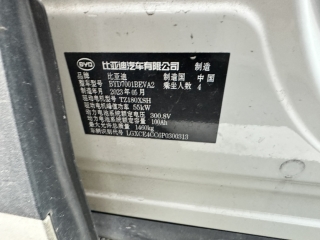 BYD 比亚迪汽车有限公司 制造
品牌 比亚迪 制造国 中国
整车型号 BYD7001BEVA2 乘坐人数 4
制造年月 2023年05月
驱动电机型号 TZ180XSH
驱动电机峰值功率 55kW
动力电池系统额定电压 300.8V
动力电池系统额定容量 100Ah
最大允许总质量 1460kg
车辆识别代号